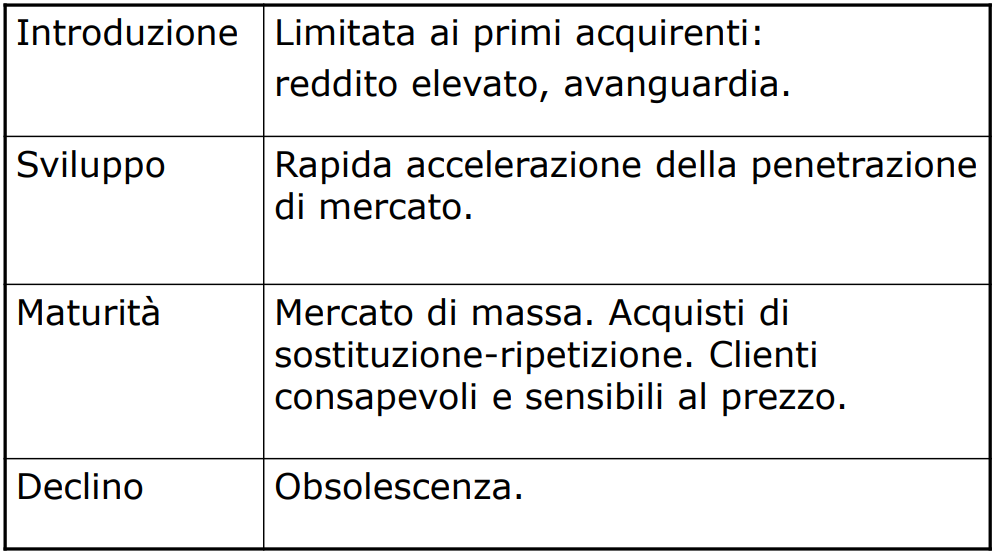 Introduzione
Limitata ai primi acquirenti:
reddito elevato, avanguardia.
Sviluppo
Rapida accelerazione della penetrazione
di mercato.
Maturità
Mercato di massa. Acquisti di
sostituzione-ripetizione. Clienti
consapevoli e sensibili al prezzo.
Declino
Obsolescenza.